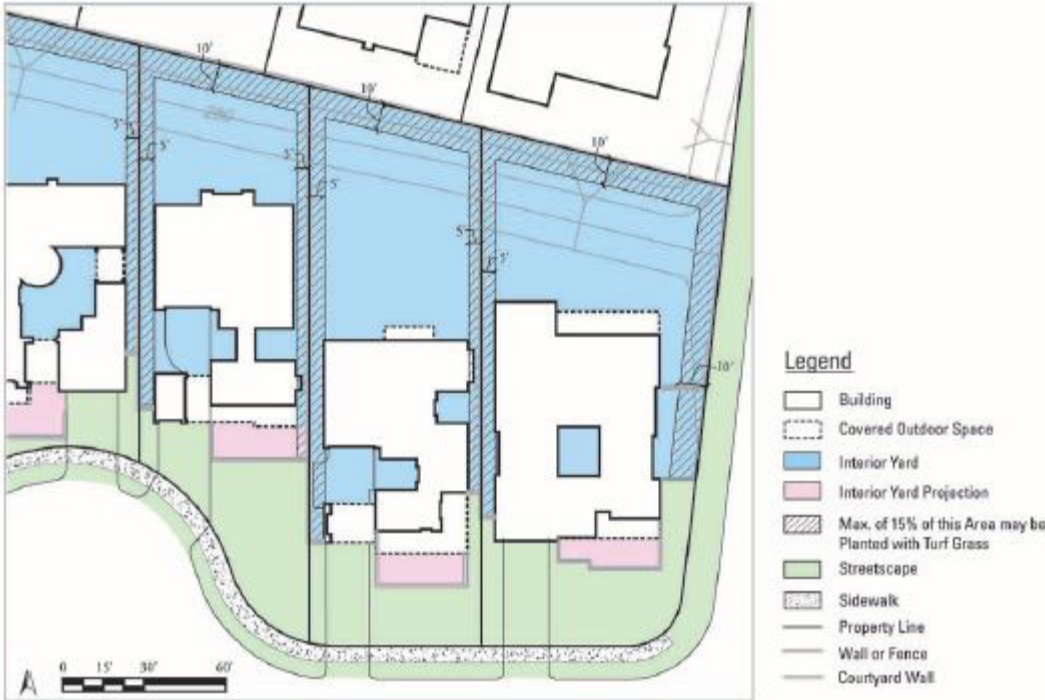 10'
10'
10'
280
5'
5'
5'
5'
5'
5'
10'
0 15' 30' 60'
Legend
Building
Covered Outdoor Space
Interior Yard
Interior Yard Projection
Max. of 15% of this Area may be
Planted with Turf Grass
Streetscape
Sidewalk
Property Line
Wall or Fence
Courtyard Wall